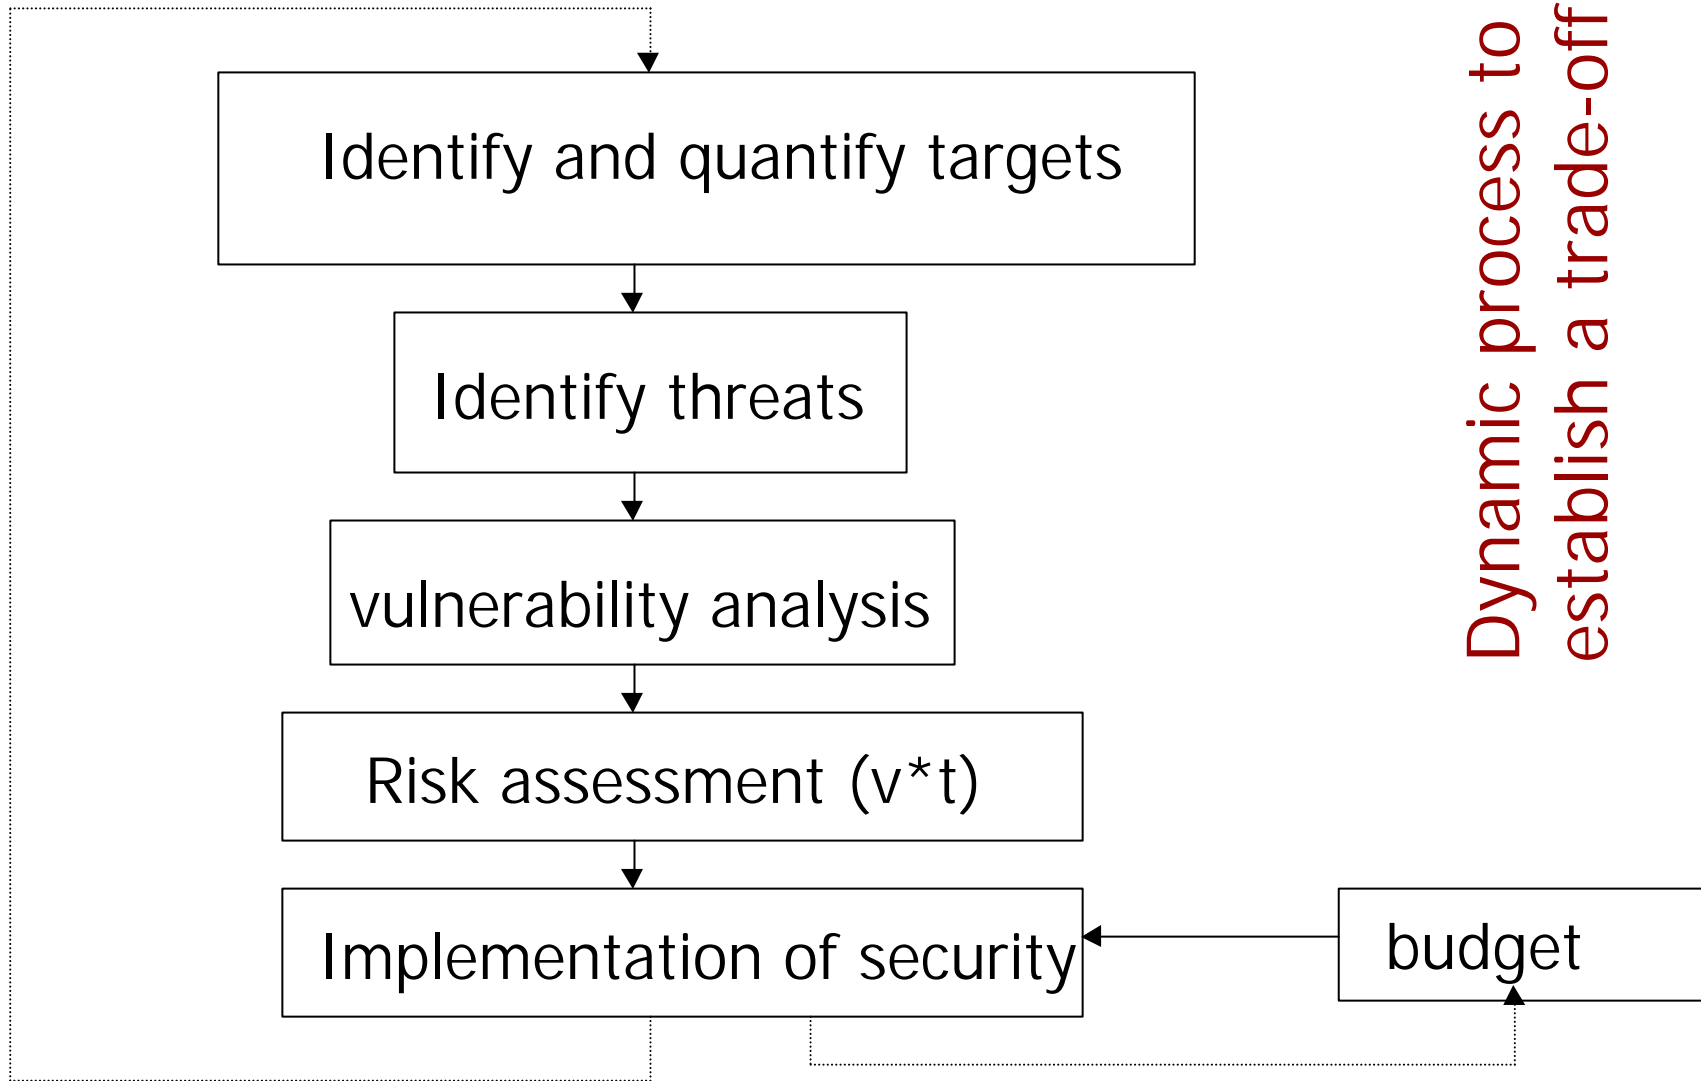 Identify and quantify targets
Identify threats
vulnerability analysis
Risk assessment (v*t)
Implementation of security
budget
Dynamic process to
establish a trade-off